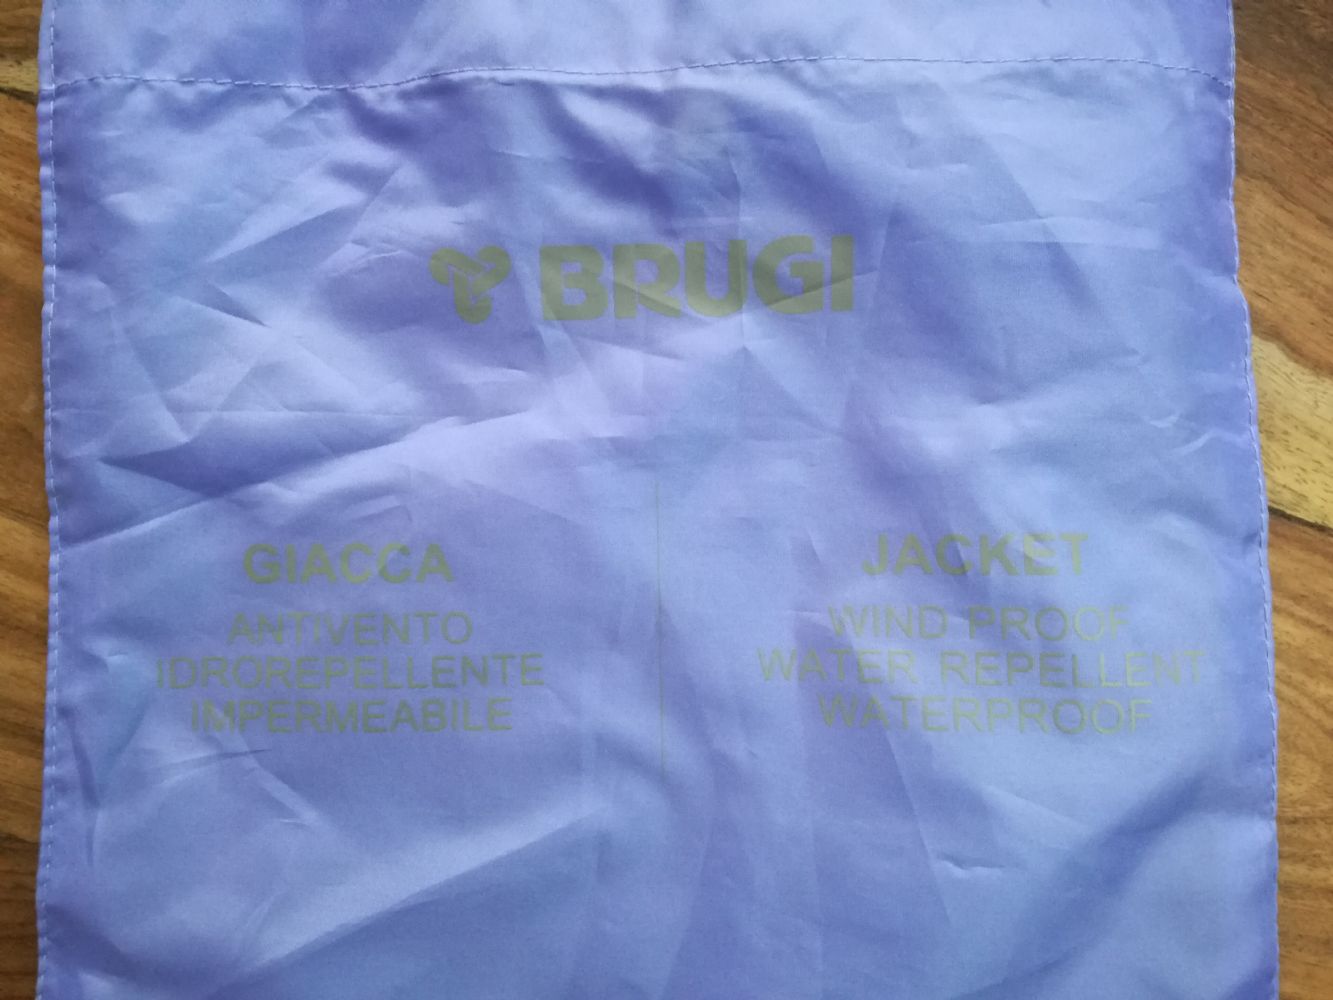 BRUGI
GIACCA
ANTIVENTO
IDROREPELLENTE
IMPERMEABILE
JACKET
WIND PROOF
WATER REPELLENT
WATERPROOF